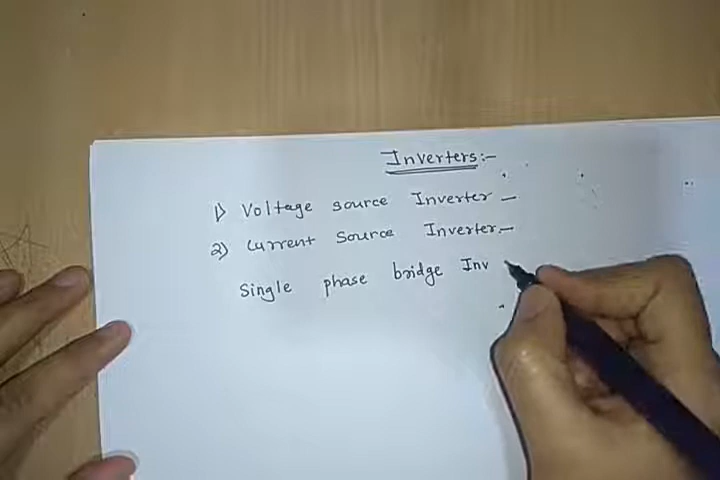 Inverters:-
1) Voltage source Inverter -
2) Current Source Inverter -
Single phase bridge Inv